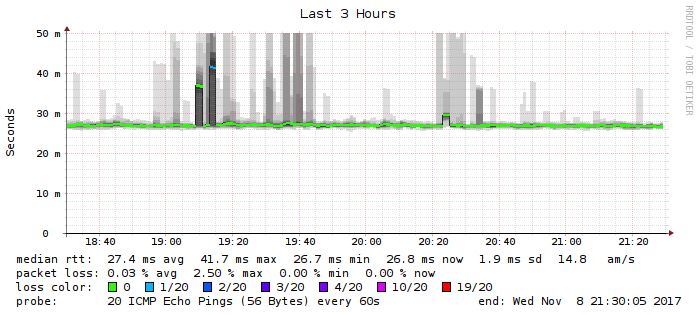 Last 3 Hours
RRDTOOL / TOBI OETIKER
Seconds
50 m
40 m
30 m
20 m
10 m
0
18:40 19:00 19:20 19:40 20:00 20:20 20:40 21:00 21:20
median rtt: 27.4 ms avg 41.7 ms max 26.7 ms min 26.8 ms now 1.9 ms sd 14.8 am/s
packet loss: 0.03 % avg 2.50 % max 0.00 % min 0.00 % now
loss color: 0 1/20 2/20 3/20 4/20 10/20 19/20
probe: 20 ICMP Echo Pings (56 Bytes) every 60s end: Wed Nov 8 21:30:05 2017